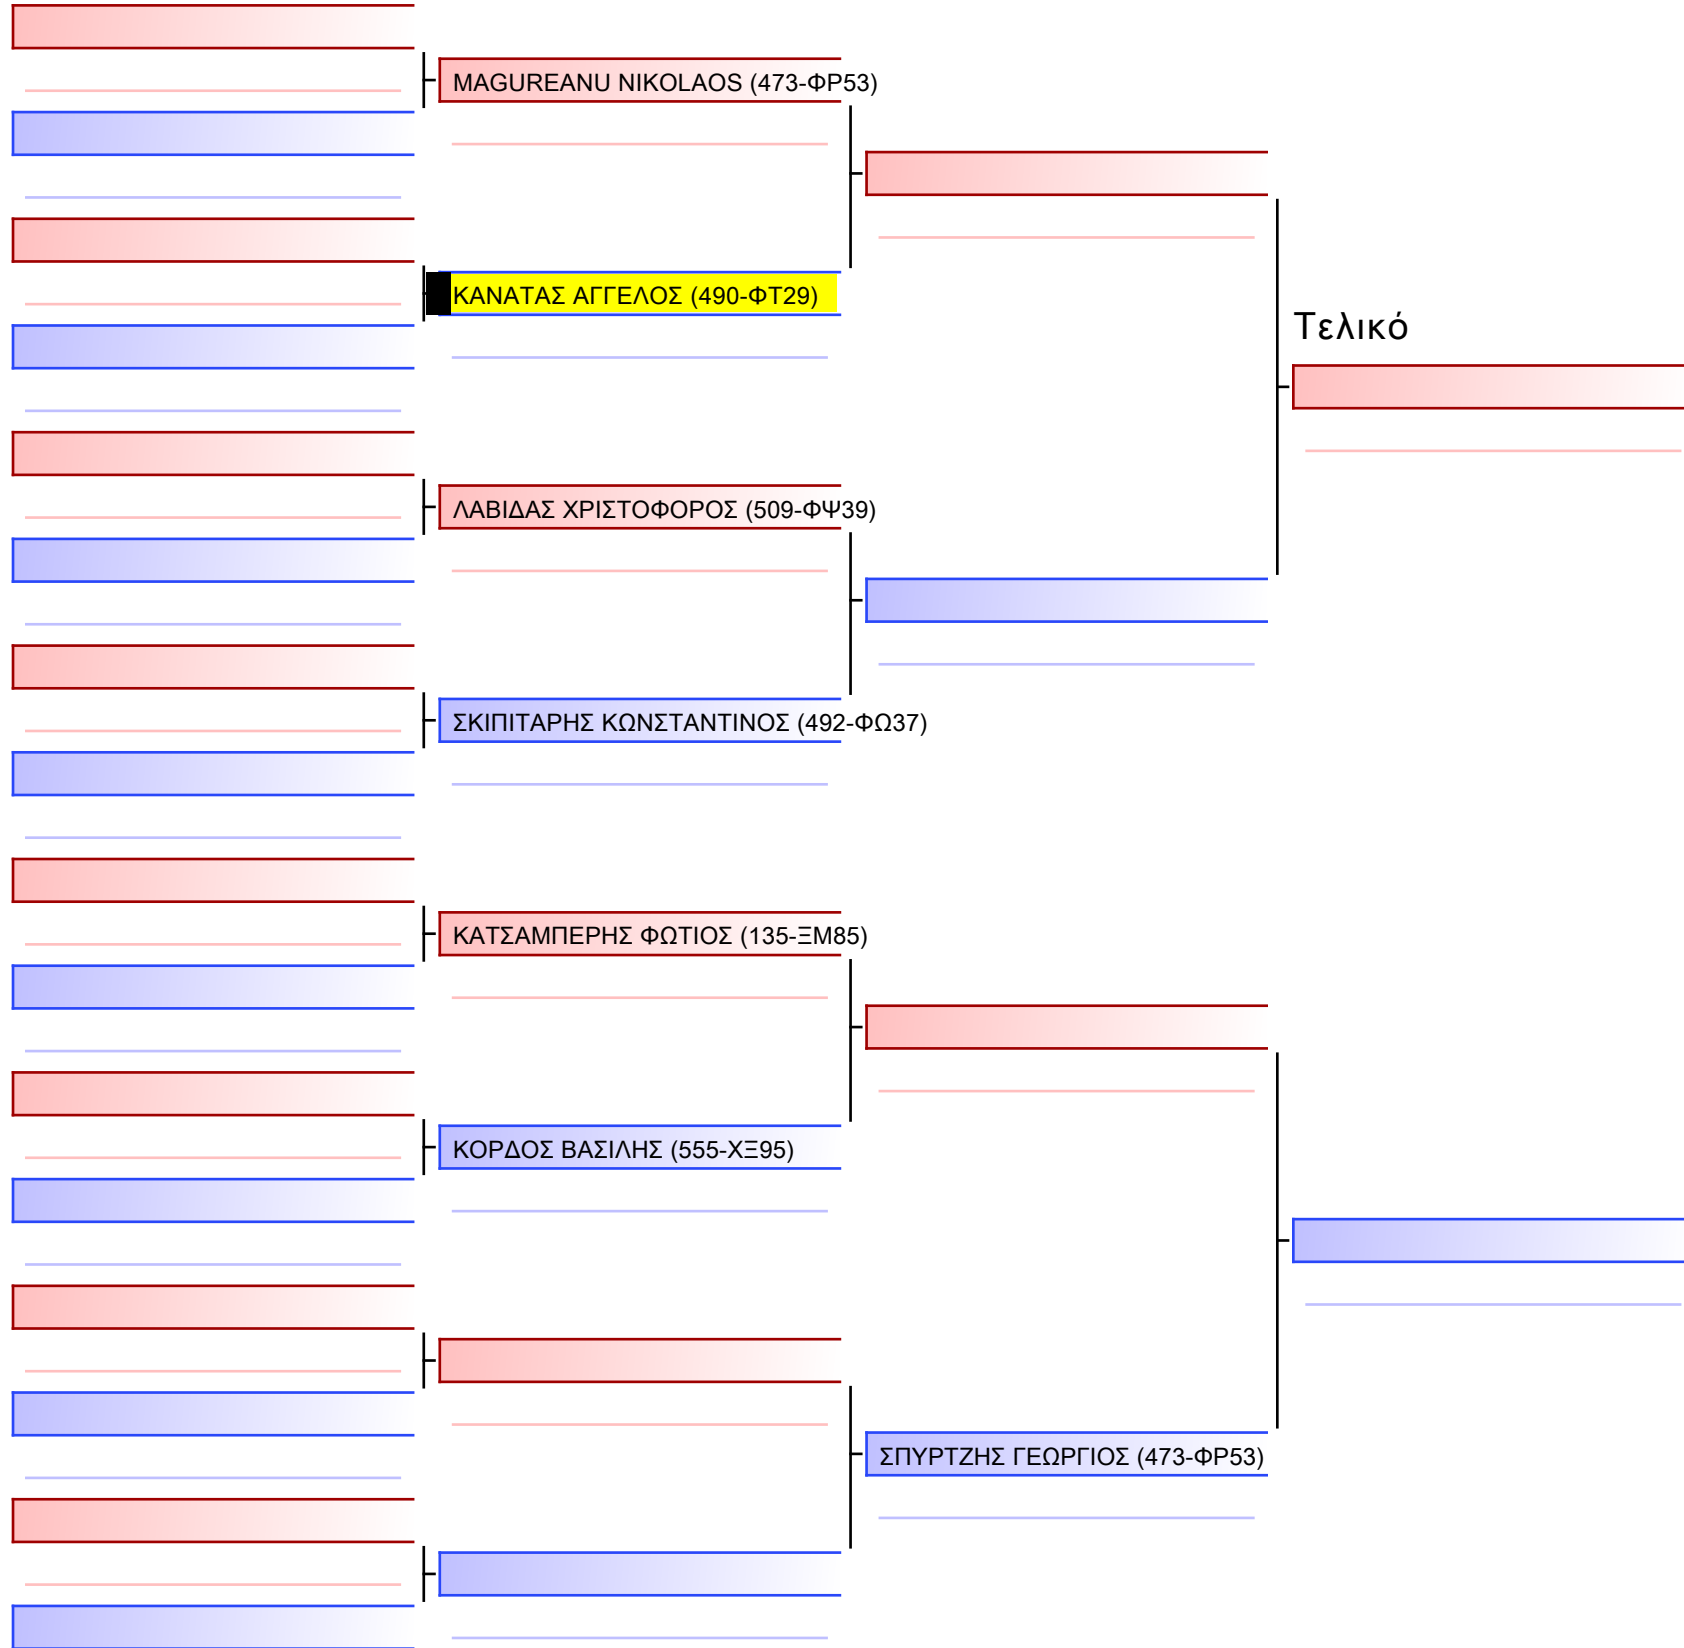 MAGUREANU NIKOLAOS (473-ΦΡ53)
ΚΑΝΑΤΑΣ ΑΓΓΕΛΟΣ (490-ΦΤ29)
Τελικό
ΛΑΒΙΔΑΣ ΧΡΙΣΤΟΦΟΡΟΣ (509-ΦΨ39)
ΣΚΙΠΙΤΑΡΗΣ ΚΩΝΣΤΑΝΤΙΝΟΣ (492-ΦΩ37)
ΚΑΤΣΑΜΠΕΡΗΣ ΦΩΤΙΟΣ (135-ΞΜ85)
ΚΟΡΔΟΣ ΒΑΣΙΛΗΣ (555-ΧΞ95)
ΣΠΥΡΤΖΗΣ ΓΕΩΡΓΙΟΣ (473-ΦΡ53)